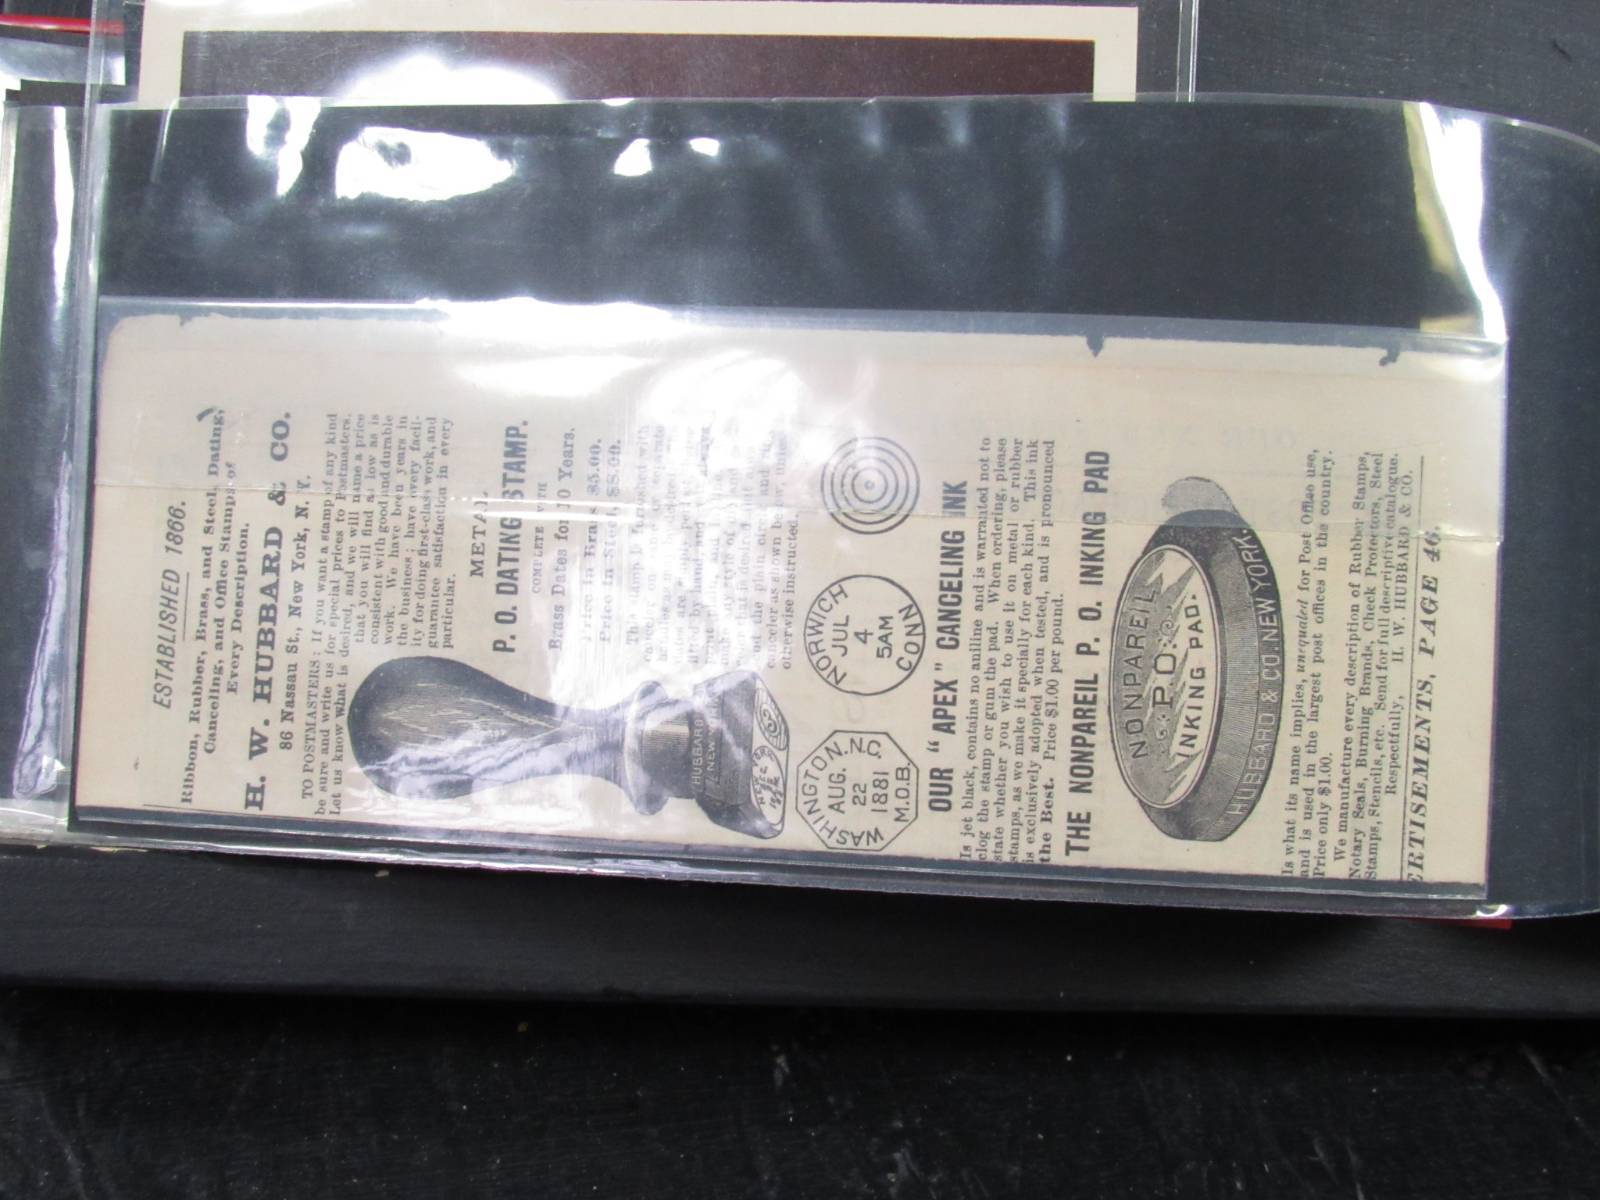 ESTABLISHED 1866.
Ribbon, Rubber, Brass, and Steel, Dating,
Canceling, and Office Stamps of
Every Description.
H. W. HUBBARD & CO.
86 Nassau St., New York, N. Y.
TO POSTMASTERS: If you want a stamp of any kind
be sure and write us for special prices to Postmasters.
Let us know what is desired, and we will name a price
that you will find as low as is
consistent with good and durable
work. We have been years in
the business; have every facil-
ity for doing first-class work, and
guarantee satisfaction in every
particular.
METAL
P. O. DATING STAMP.
COMPLETE WITH
Brass Dates for 10 Years.
Price in Brass $5.00.
Price in Steel, $8.00.
otherwise instructed.
HUBBARD
NEW
NORWICH
JUL
4
5AM
CONN
WASHINGTON. N.C.
AUG.
22
1881
M.O.B.
OUR "APEX" CANCELING INK
Is jet black, contains no aniline and is warranted not to
clog the stamp or gum the pad. When ordering, please
state whether you wish to use it on metal or rubber
stamps, as we make it specially for each kind. This ink
is exclusively adopted when tested, and is pronounced
the Best. Price $1.00 per pound.
THE NONPAREIL P. O. INKING PAD
NONPAREIL
P.O.
INKING PAD.
HUBBARD & CO. NEW YORK.
Is what its name implies, unequaled for Post Office use,
and is used in the largest post offices in the country.
Price only $1.00.
We manufacture every description of Rubber Stamps,
Notary Seals, Burning Brands, Check Protectors, Steel
Stamps, Stencils, etc. Send for full descriptive catalogue.
Respectfully, H. W. HUBBARD & CO.
ERTISEMENTS, PAGE 46.